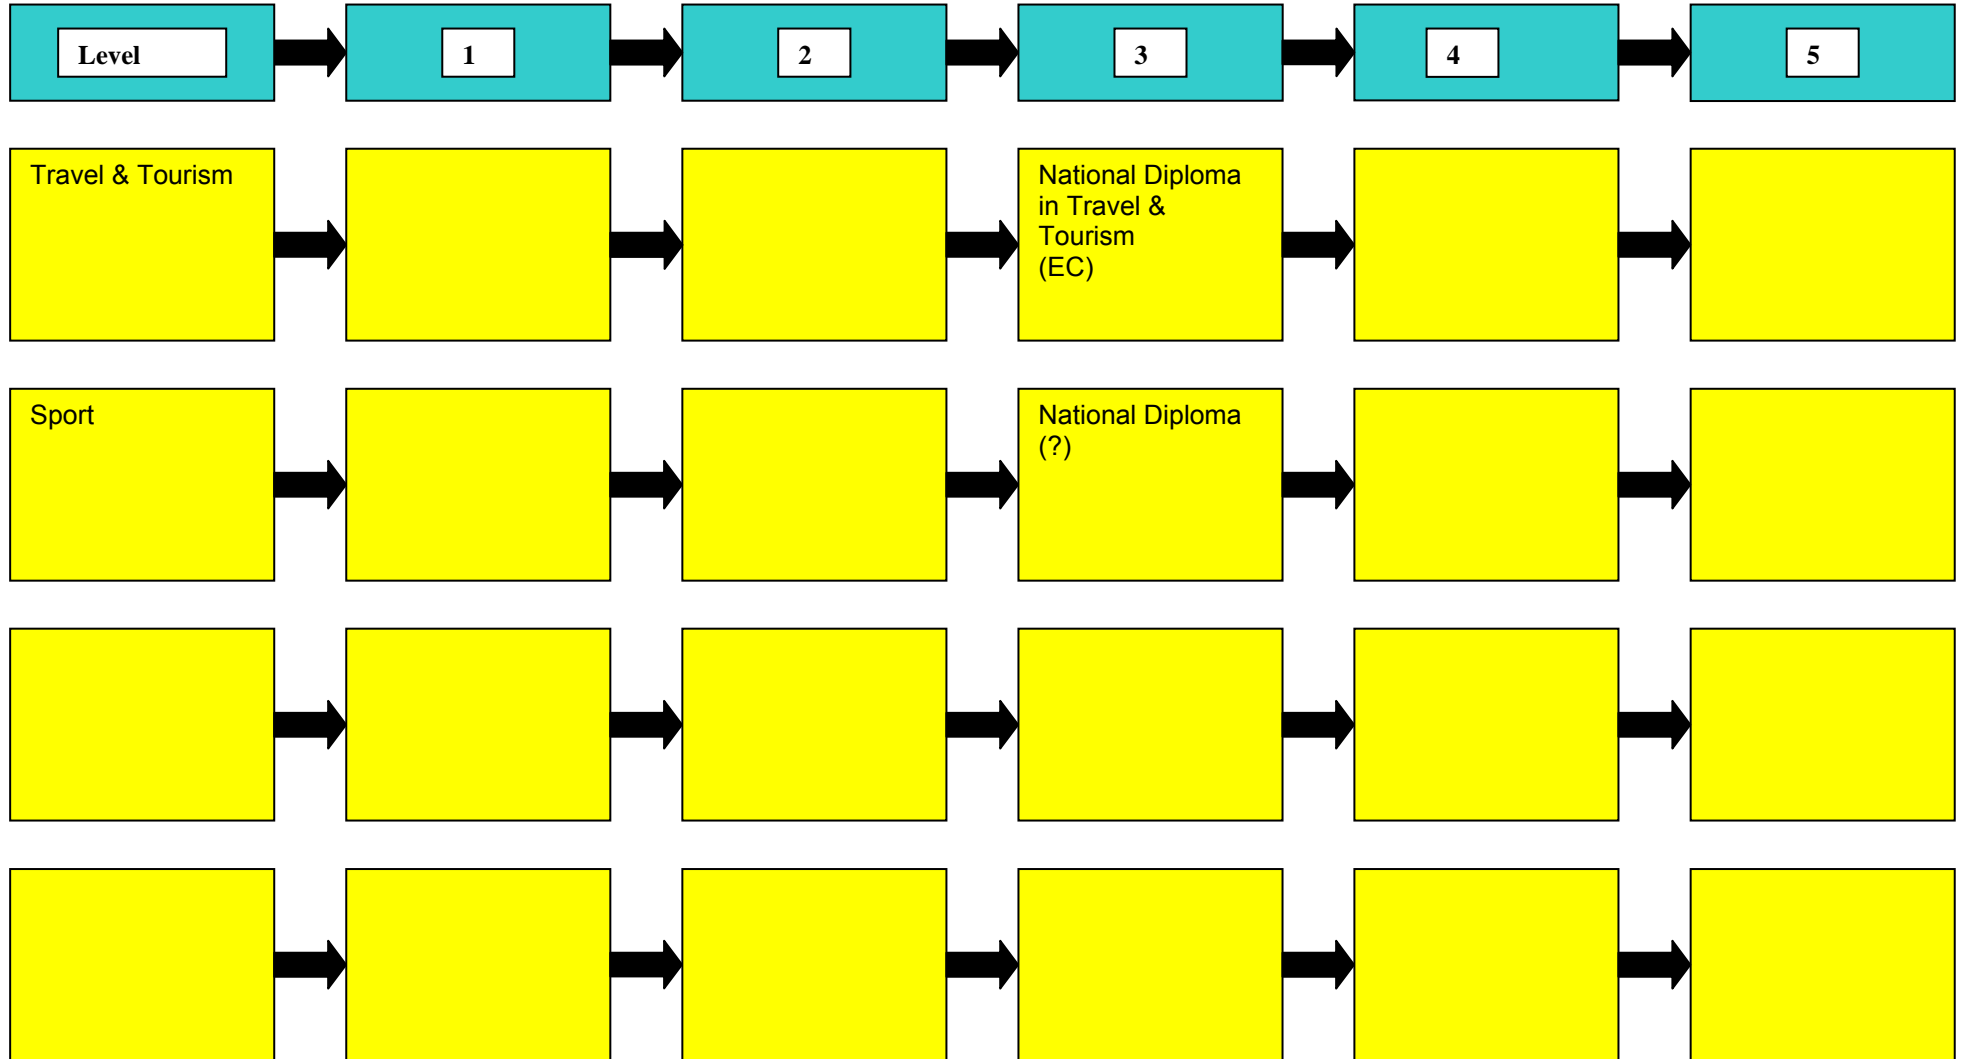 Level
1
2
3
4
5
Travel & Tourism
National Diploma
in Travel &
Tourism
(EC)
Sport
National Diploma
(?)